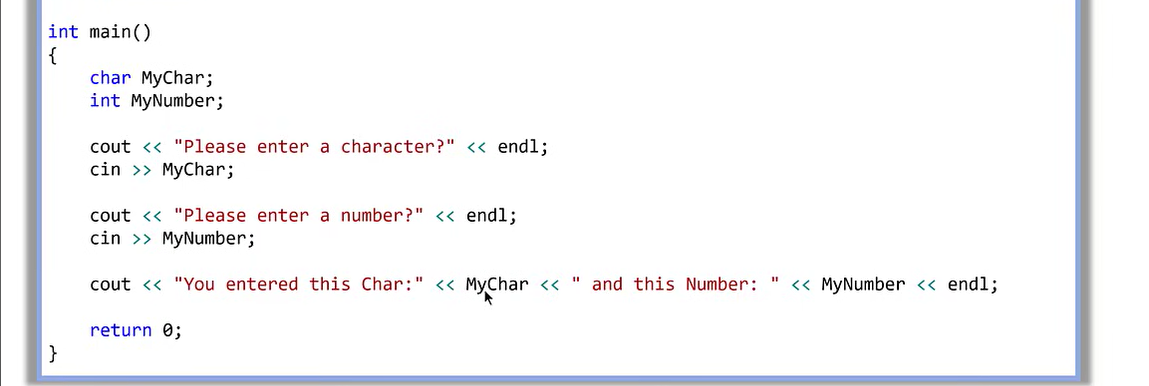 int main()
{
char MyChar;
int MyNumber;
cout << "Please enter a character?" << endl;
cin >> MyChar;
cout << "Please enter a number?" << endl;
cin >> MyNumber;
cout << "You entered this Char:" << MyChar << " and this Number: " << MyNumber << endl;
return 0;
}